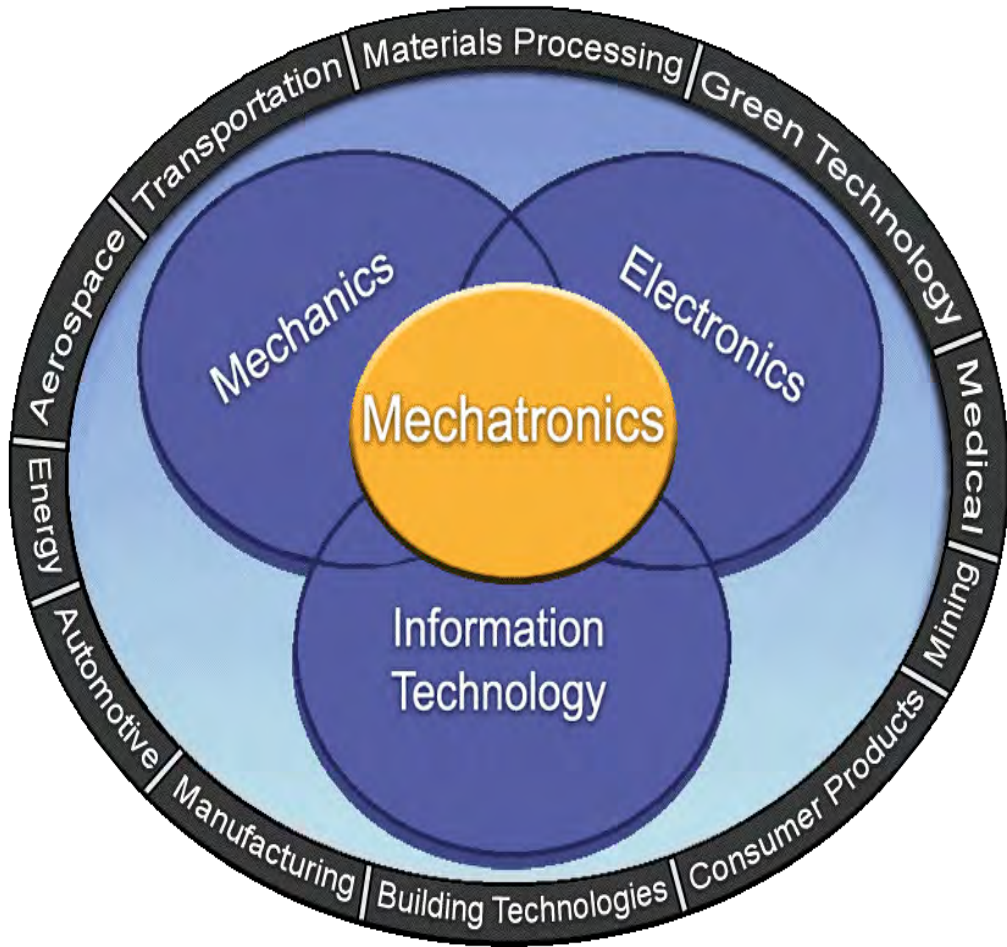 Materials Processing
Green Technology
Medical
Mining
Consumer Products
Building Technologies
Manufacturing
Automotive
Energy
Aerospace
Transportation
Mechanics
Electronics
Mechatronics
Information
Technology